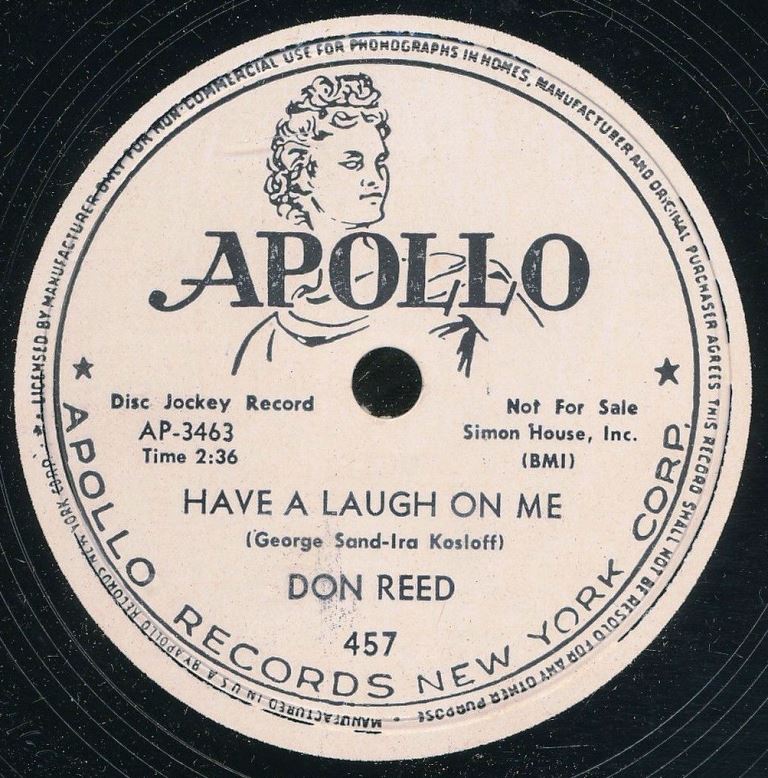 LICENSED BY MANUFACTURER ONLY FOR NON-COMMERCIAL USE FOR PHONOGRAPHS IN HOMES, MANUFACTURER AND ORIGINAL PURCHASER AGREES THIS RECORD SHALL NOT BE RESOLD FOR ANY OTHER PURPOSE
APOLLO
Disc Jockey Record
AP-3463
Time 2:36
Not For Sale
Simon House, Inc.
(BMI)
HAVE A LAUGH ON ME
(George Sand-Ira Kosloff)
DON REED
457
APOLLO RECORDS NEW YORK CORP.
MANUFACTURED IN U.S.A. BY APOLLO RECORDS NEW YORK CORP.